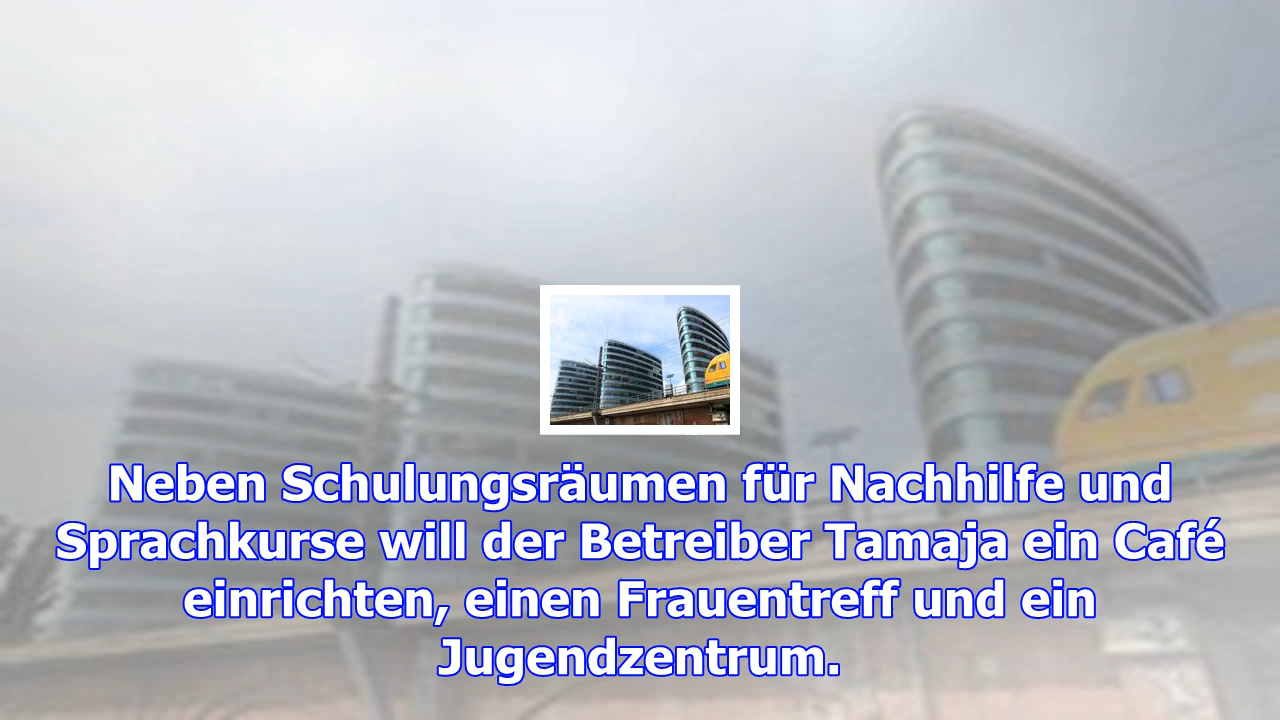 Neben Schulungsräumen für Nachhilfe und
Sprachkurse will der Betreiber Tamaja ein Café
einrichten, einen Frauentreff und ein
Jugendzentrum.